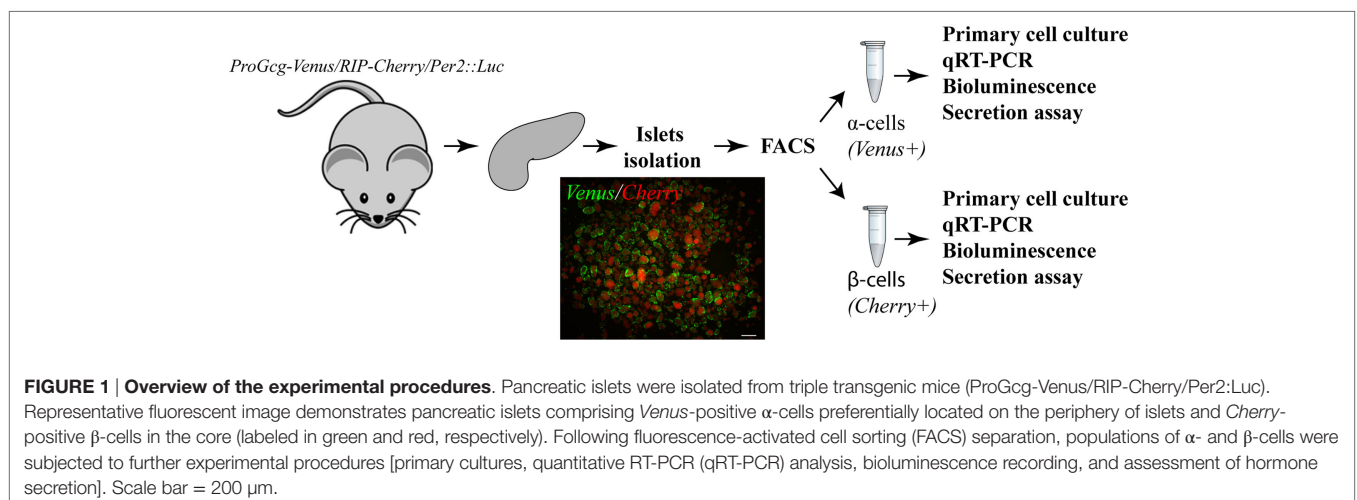 ProGcg-Venus/RIP-Cherry/Per2::Luc
Islets
isolation
FACS
Venus/Cherry
α-cells
(Venus+)
Primary cell culture
qRT-PCR
Bioluminescence
Secretion assay
β-cells
(Cherry+)
Primary cell culture
qRT-PCR
Bioluminescence
Secretion assay
FIGURE 1 | Overview of the experimental procedures. Pancreatic islets were isolated from triple transgenic mice (ProGcg-Venus/RIP-Cherry/Per2:Luc).
Representative fluorescent image demonstrates pancreatic islets comprising Venus-positive α-cells preferentially located on the periphery of islets and Cherry-
positive β-cells in the core (labeled in green and red, respectively). Following fluorescence-activated cell sorting (FACS) separation, populations of α- and β-cells were
subjected to further experimental procedures [primary cultures, quantitative RT-PCR (qRT-PCR) analysis, bioluminescence recording, and assessment of hormone
secretion]. Scale bar = 200 μm.